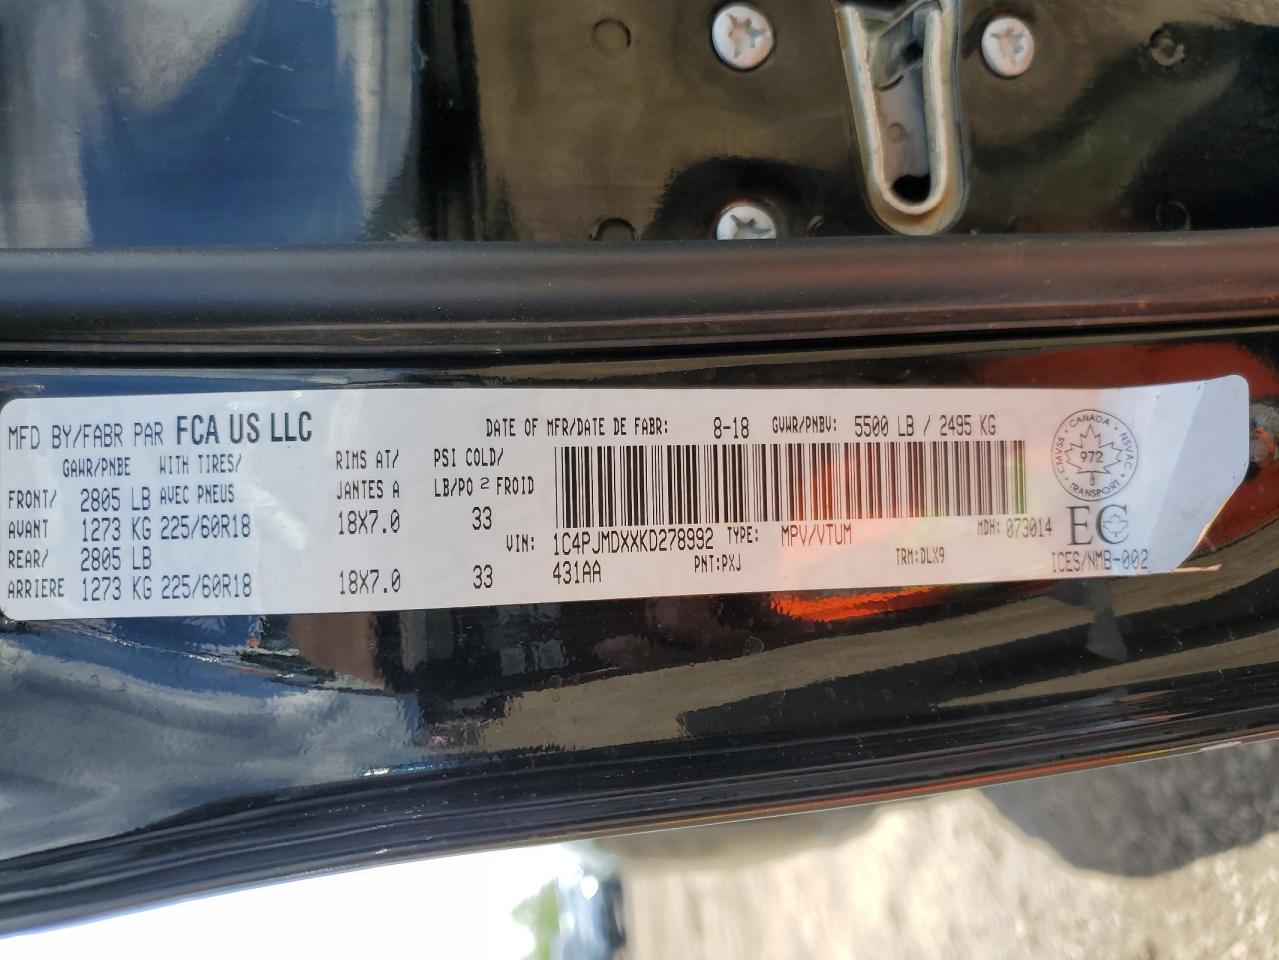 MFD BY/FABR PAR FCA US LLC DATE OF MFR/DATE DE FABR: 8-18 GVWR/PNBV: 5500 LB / 2495 KG
GAWR/PNBE WITH TIRES/ RIMS AT/ PSI COLD/
FRONT/ 2805 LB AVEC PNEUS JANTES A LB/PO 2 FROID
AVANT 1273 KG 225/60R18 18X7.0 33
REAR/ 2805 LB
ARRIERE 1273 KG 225/60R18 18X7.0 33
VIN: 1C4PJMDXXKD278992 TYPE: MPV/VTUM MDH: 073014
431AA PNT:PXJ TRM:DLX9
CANADA
CMVSS 972 NSVAC
TRANSPORT
EC
ICES/NMB-002